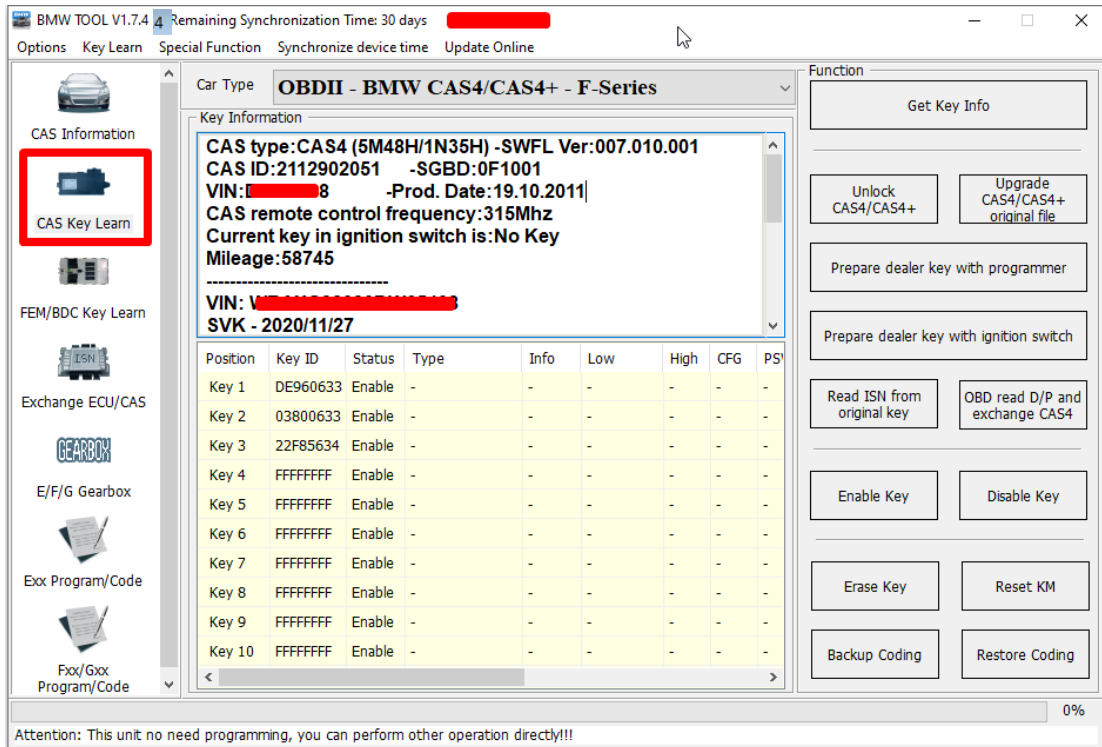 BMW TOOL V1.7.4 4 Remaining Synchronization Time: 30 days
Options Key Learn Special Function Synchronize device time Update Online
CAS Information
CAS Key Learn
FEM/BDC Key Learn
ISN
Exchange ECU/CAS
GEARBOX
E/F/G Gearbox
Exx Program/Code
Fxx/Gxx
Program/Code
Car Type OBDII - BMW CAS4/CAS4+ - F-Series
Key Information
CAS type:CAS4 (5M48H/1N35H) -SWFL Ver:007.010.001
CAS ID:2112902051 -SGBD:0F1001
VIN: 8 -Prod. Date:19.10.2011
CAS remote control frequency:315Mhz
Current key in ignition switch is:No Key
Mileage:58745
-------------------------------
VIN:
SVK - 2020/11/27
Position Key ID Status Type Info Low High CFG PS
Key 1 DE960633 Enable - - - - - -
Key 2 03800633 Enable - - - - - -
Key 3 22F85634 Enable - - - - - -
Key 4 FFFFFFFF Enable - - - - - -
Key 5 FFFFFFFF Enable - - - - - -
Key 6 FFFFFFFF Enable - - - - - -
Key 7 FFFFFFFF Enable - - - - - -
Key 8 FFFFFFFF Enable - - - - - -
Key 9 FFFFFFFF Enable - - - - - -
Key 10 FFFFFFFF Enable - - - - - -
Function
Get Key Info
Unlock
CAS4/CAS4+
Upgrade
CAS4/CAS4+
original file
Prepare dealer key with programmer
Prepare dealer key with ignition switch
Read ISN from
original key
OBD read D/P and
exchange CAS4
Enable Key
Disable Key
Erase Key
Reset KM
Backup Coding
Restore Coding
0%
Attention: This unit no need programming, you can perform other operation directly!!!